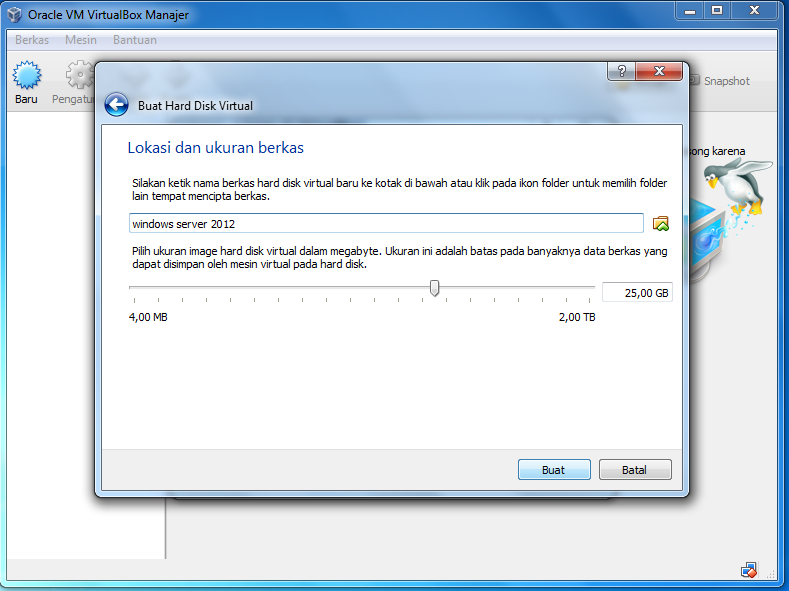 Oracle VM VirtualBox Manajer
Berkas Mesin Bantuan
Baru
Snapshot
Buat Hard Disk Virtual
karena
Lokasi dan ukuran berkas
Silakan ketik nama berkas hard disk virtual baru ke kotak di bawah atau klik pada ikon folder untuk memilih folder
lain tempat mencipta berkas.
windows server 2012
Pilih ukuran image hard disk virtual dalam megabyte. Ukuran ini adalah batas pada banyaknya data berkas yang
dapat disimpan oleh mesin virtual pada hard disk.
25,00 GB
4,00 MB 2,00 TB
Buat Batal